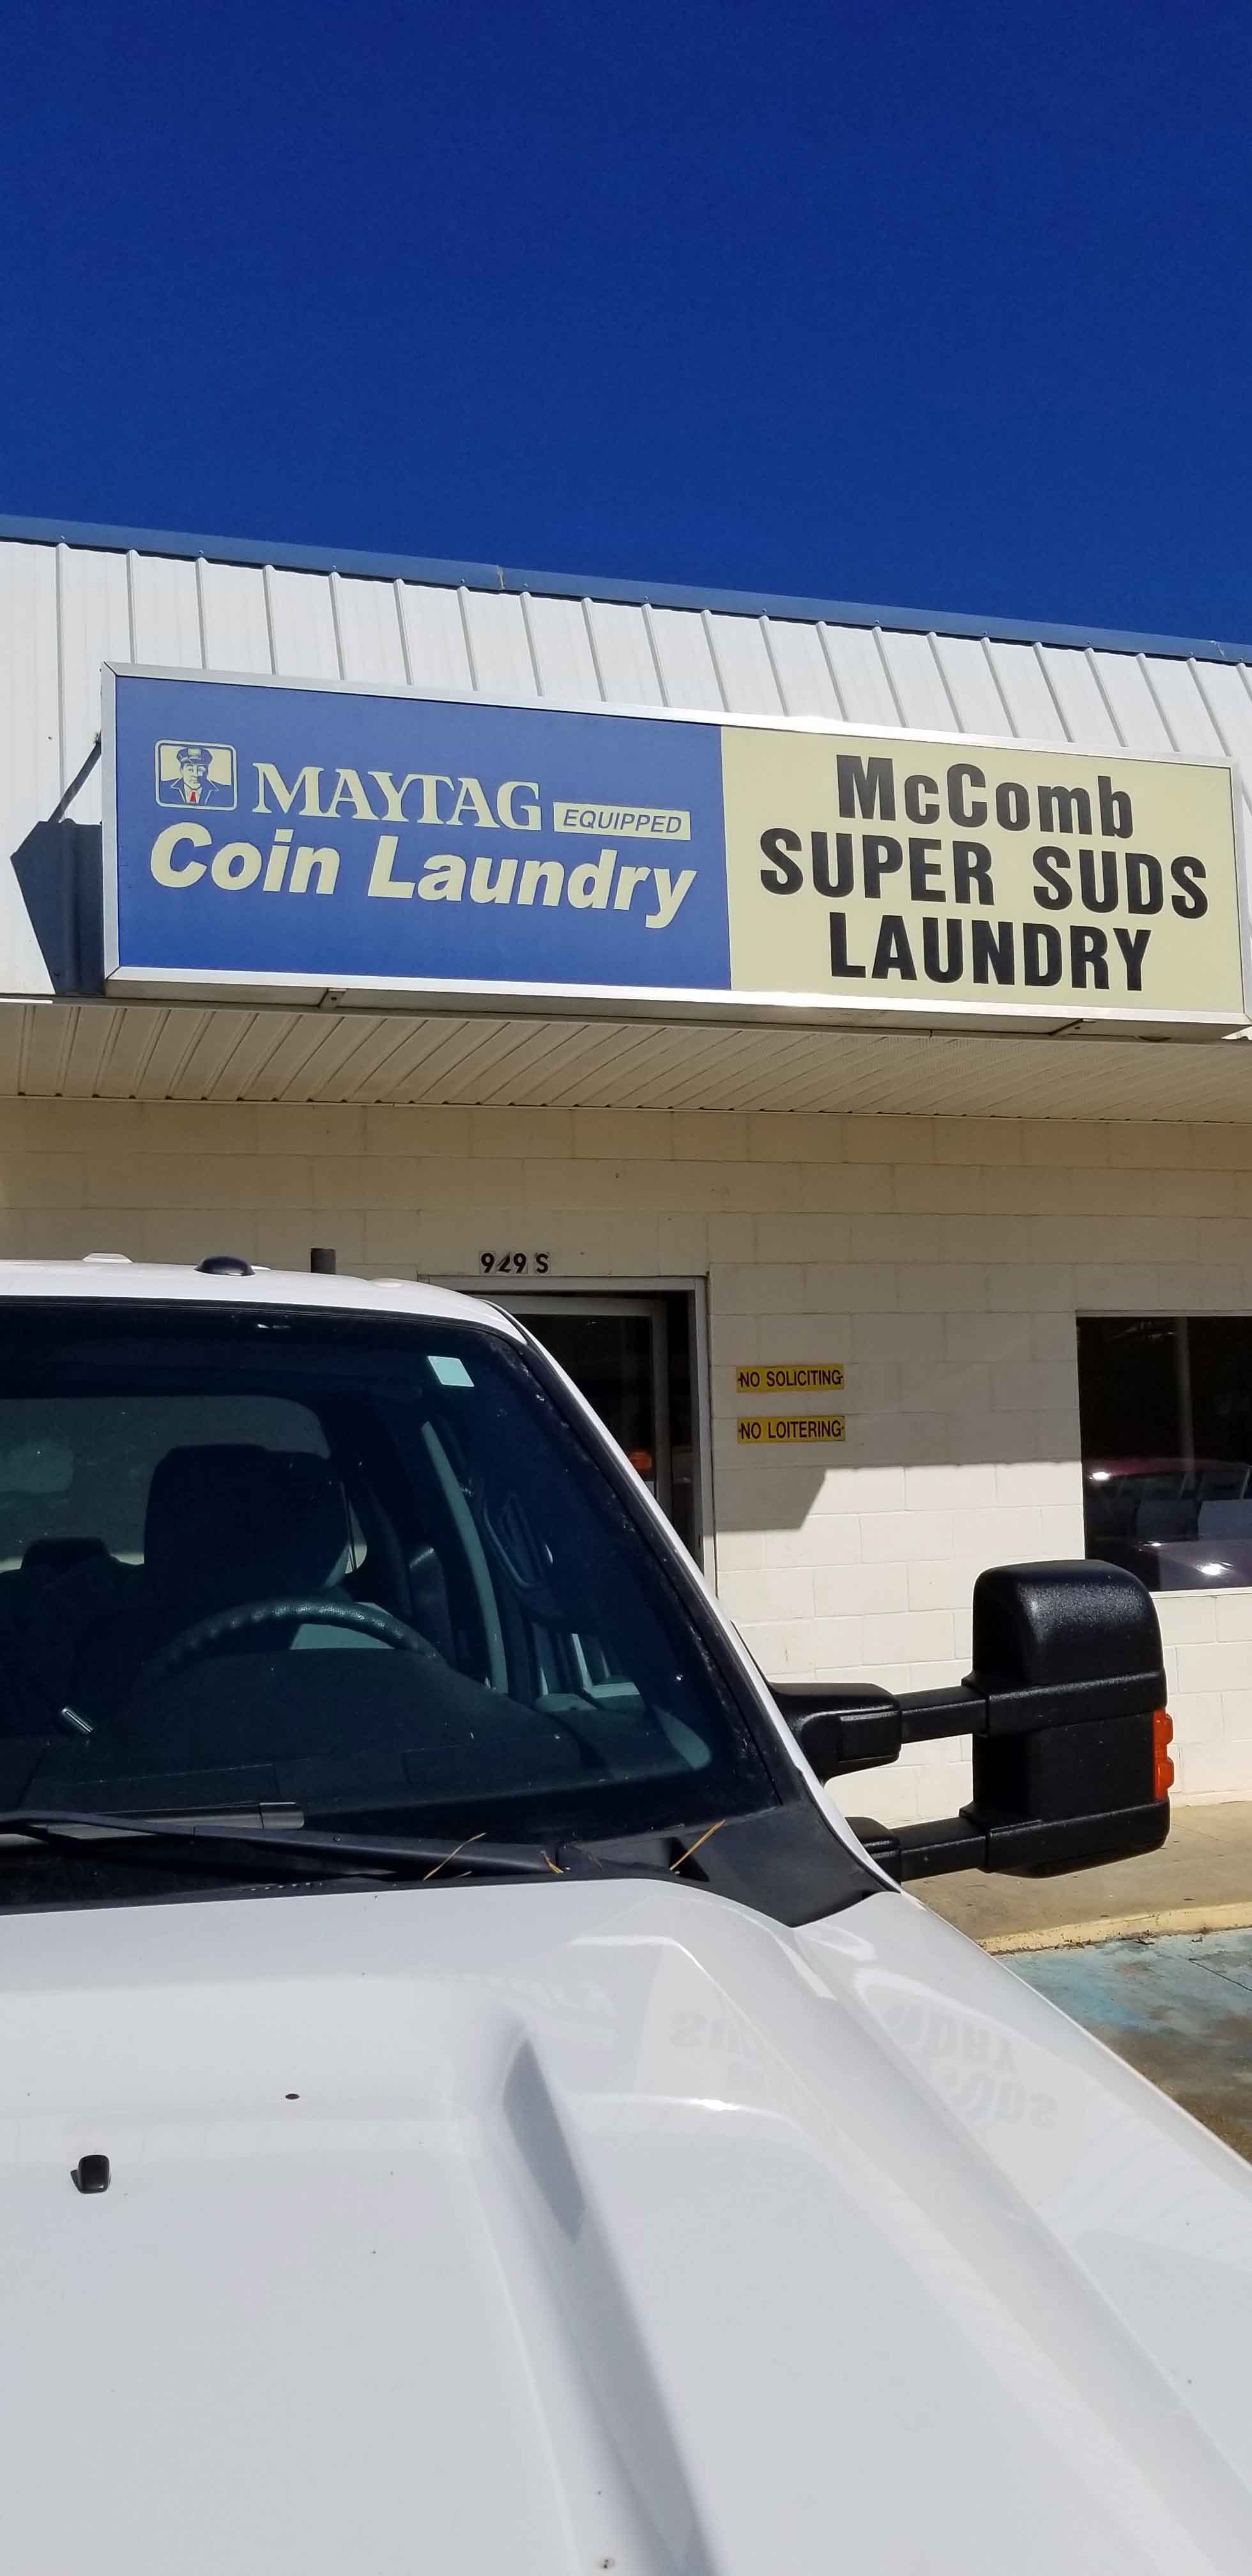 MAYTAG EQUIPPED
Coin Laundry
McComb
SUPER SUDS
LAUNDRY
929 S
NO SOLICITING
NO LOITERING